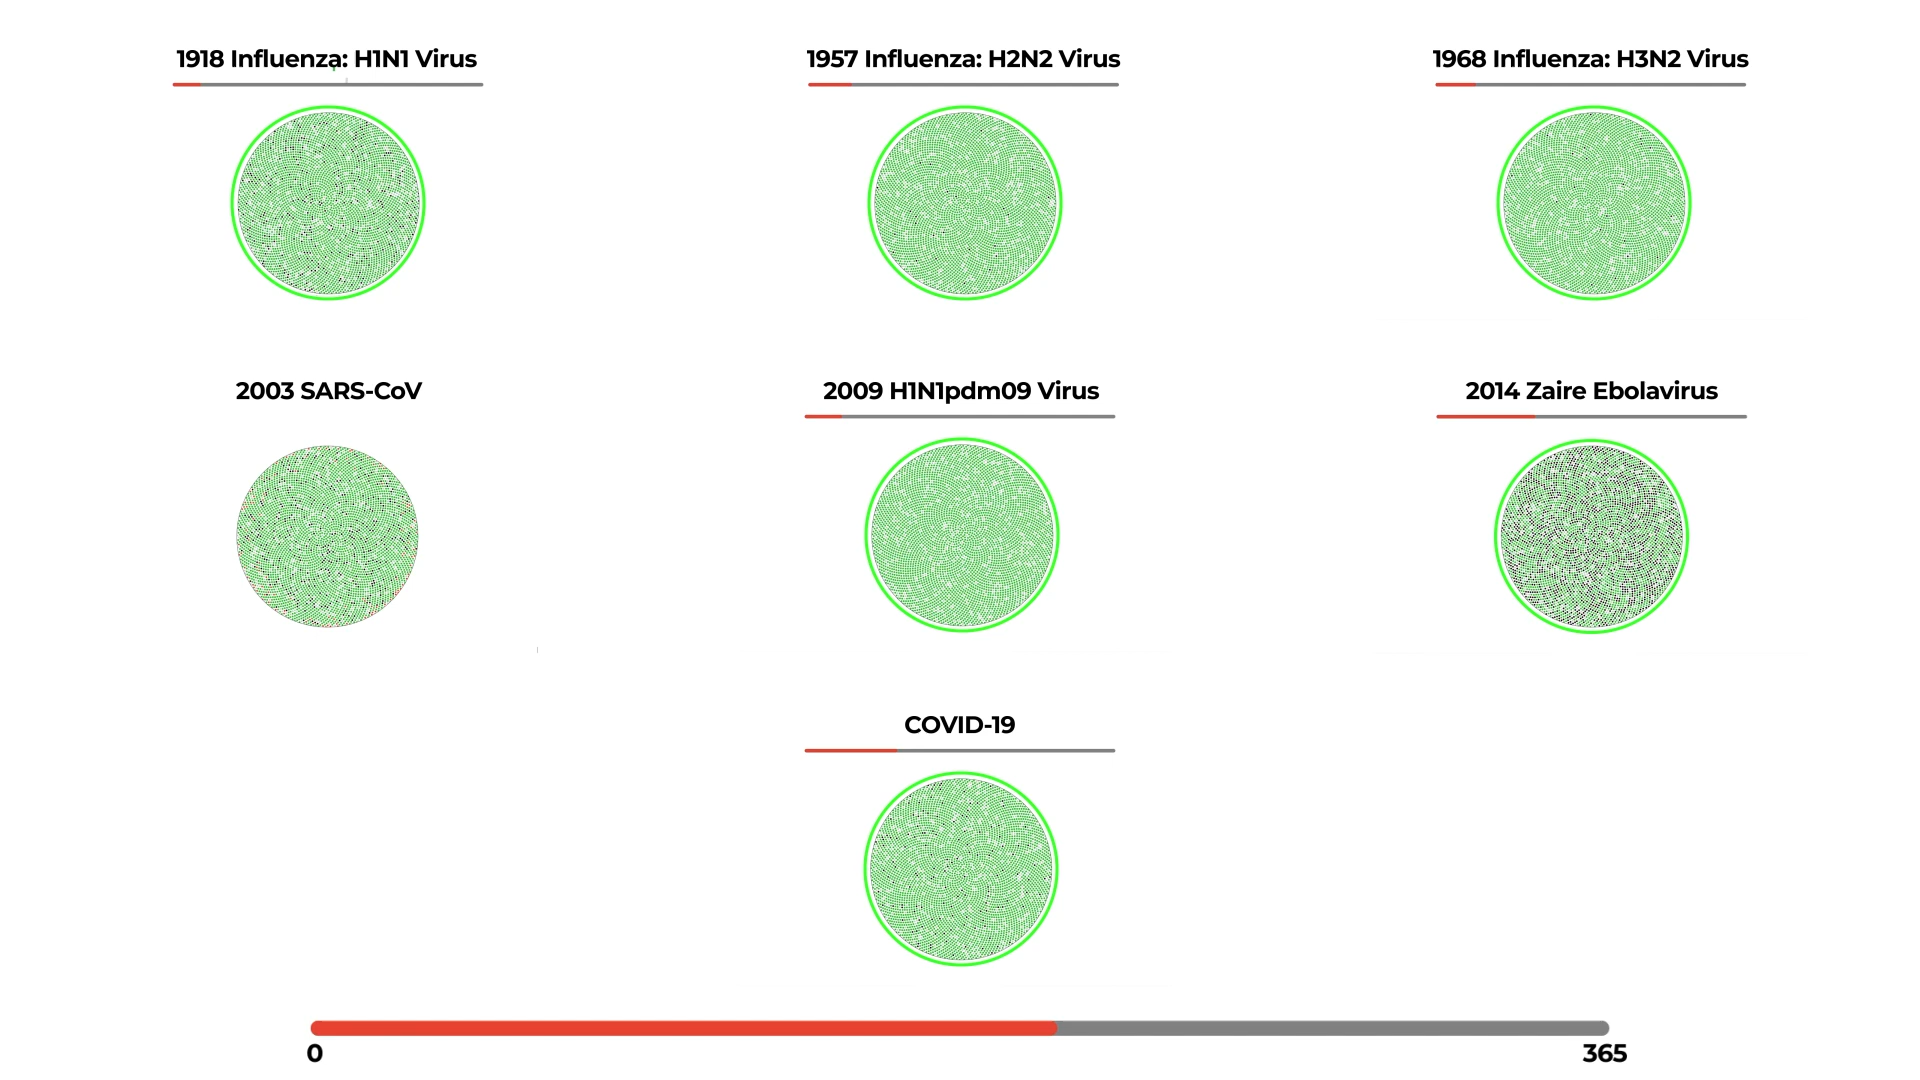 1918 Influenza: H1N1 Virus
1957 Influenza: H2N2 Virus
1968 Influenza: H3N2 Virus
2003 SARS-CoV
2009 H1N1pdm09 Virus
2014 Zaire Ebolavirus
COVID-19
0
365